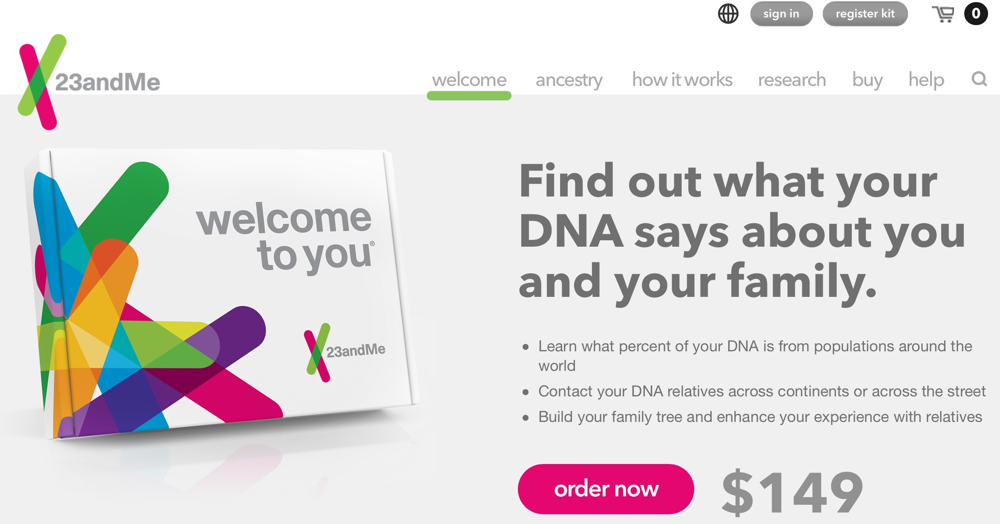 sign in register kit 0
23andMe
welcome ancestry how it works research buy help
welcome
to you®
23andMe
Find out what your
DNA says about you
and your family.
• Learn what percent of your DNA is from populations around the
world
• Contact your DNA relatives across continents or across the street
• Build your family tree and enhance your experience with relatives
order now $149